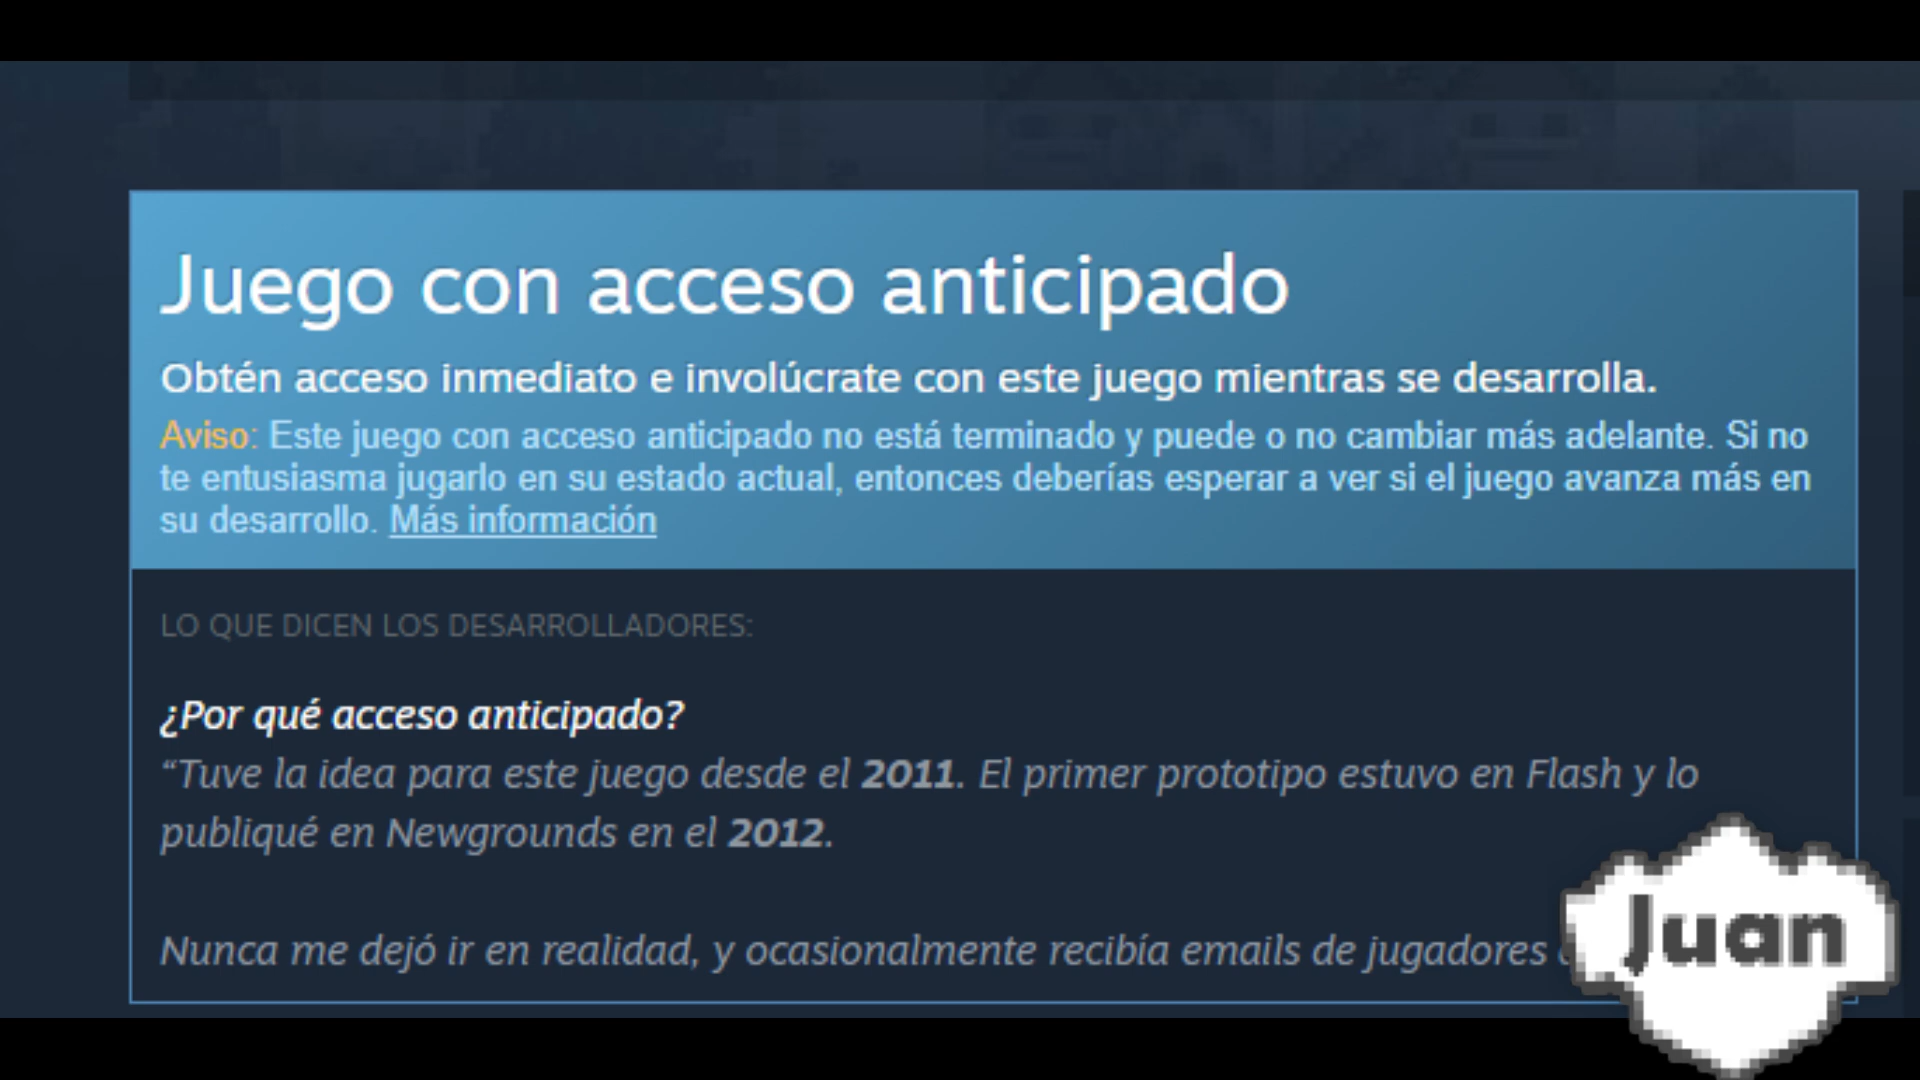 Juego con acceso anticipado
Obtén acceso inmediato e involúcrate con este juego mientras se desarrolla.
Aviso: Este juego con acceso anticipado no está terminado y puede o no cambiar más adelante. Si no
te entusiasma jugarlo en su estado actual, entonces deberías esperar a ver si el juego avanza más en
su desarrollo. Más información
LO QUE DICEN LOS DESARROLLADORES:
¿Por qué acceso anticipado?
“Tuve la idea para este juego desde el 2011. El primer prototipo estuvo en Flash y lo
publiqué en Newgrounds en el 2012.
Nunca me dejó ir en realidad, y ocasionalmente recibía emails de jugadores
Juan